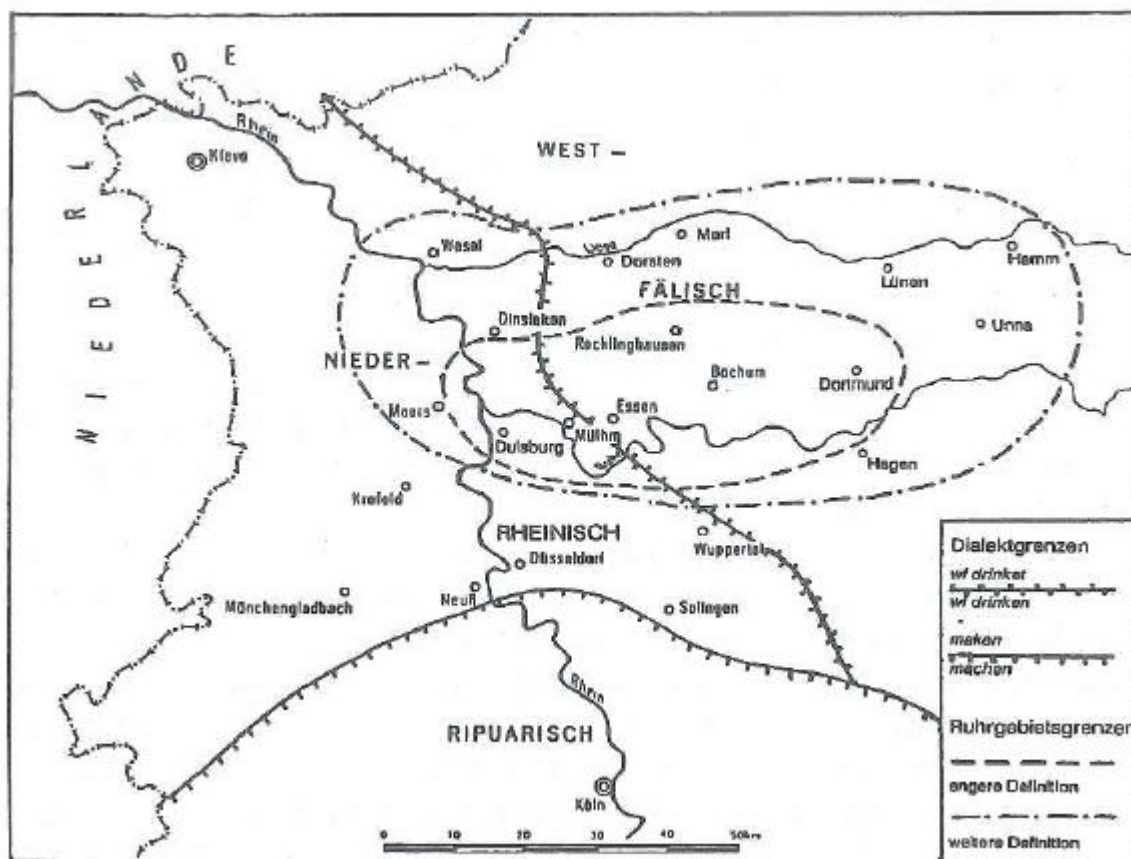 NIEDERLANDE
Rhein
Kleve
WEST –
Wesel
Marl
Dorsten
Hamm
Lünen
FÄLISCH
Dinslaken
Unna
Recklinghausen
NIEDER –
Bochum
Dortmund
Moers
Essen
Mülhm
Duisburg
Hagen
Krefeld
RHEINISCH
Wuppertal
Düsseldorf
Neuß
Mönchengladbach
Solingen
Rhein
RIPUARISCH
Köln
0 10 20 30 40 50km
Dialektgrenzen
wi drinket
wi drinken
maken
machen
Ruhrgebietsgrenzen
engere Definition
weitere Definition